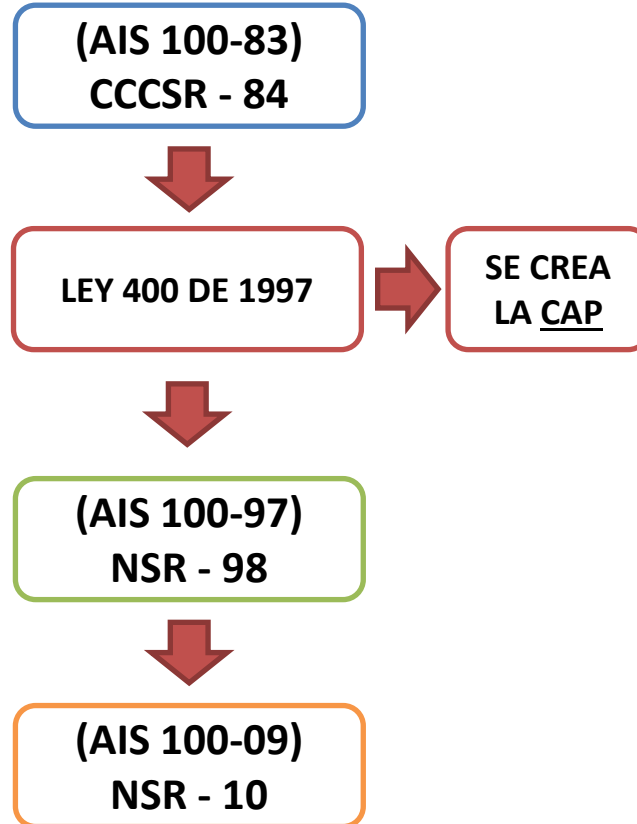 (AIS 100-83)
CCCSR - 84
LEY 400 DE 1997
SE CREA
LA CAP
(AIS 100-97)
NSR - 98
(AIS 100-09)
NSR - 10